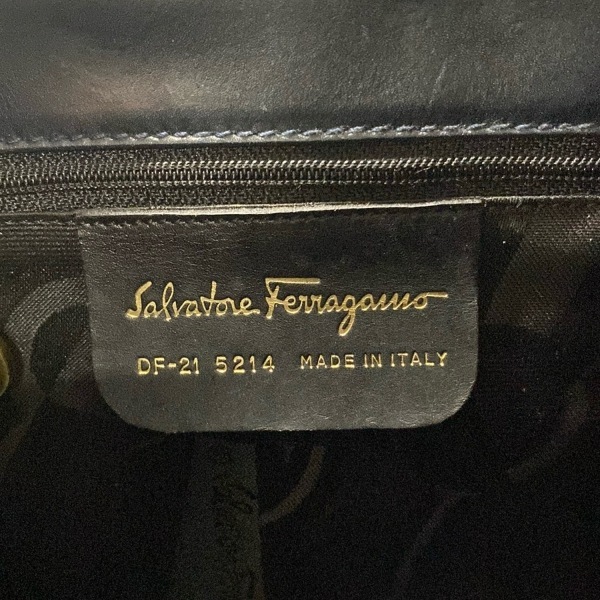 Salvatore Ferragamo
DF-21 5214 MADE IN ITALY